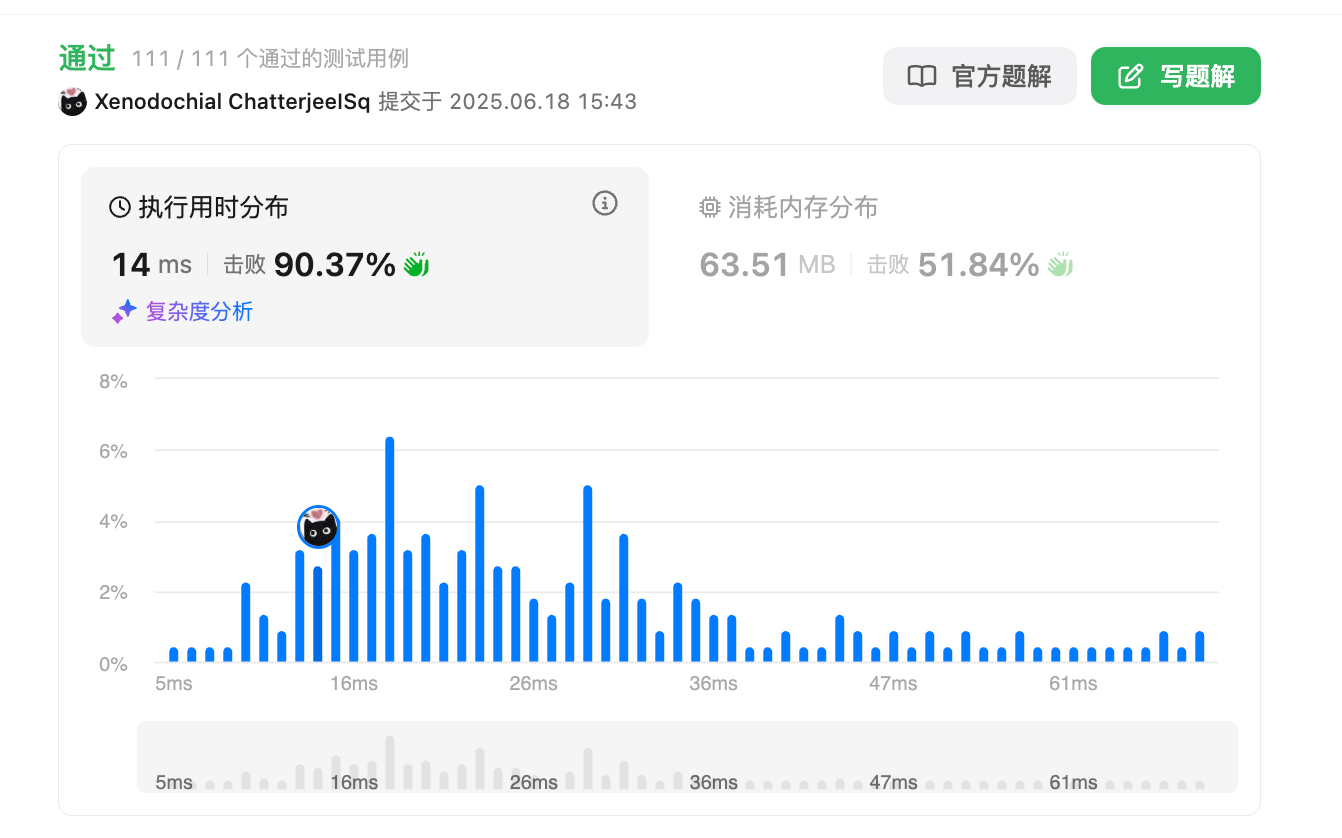 通过 111 / 111 个通过的测试用例
官方题解
写题解
Xenodochial ChatterjeeISq 提交于 2025.06.18 15:43
执行用时分布
14 ms 击败 90.37%
复杂度分析
消耗内存分布
63.51 MB 击败 51.84%
8%
6%
4%
2%
0%
5ms 16ms 26ms 36ms 47ms 61ms
5ms 16ms 26ms 36ms 47ms 61ms